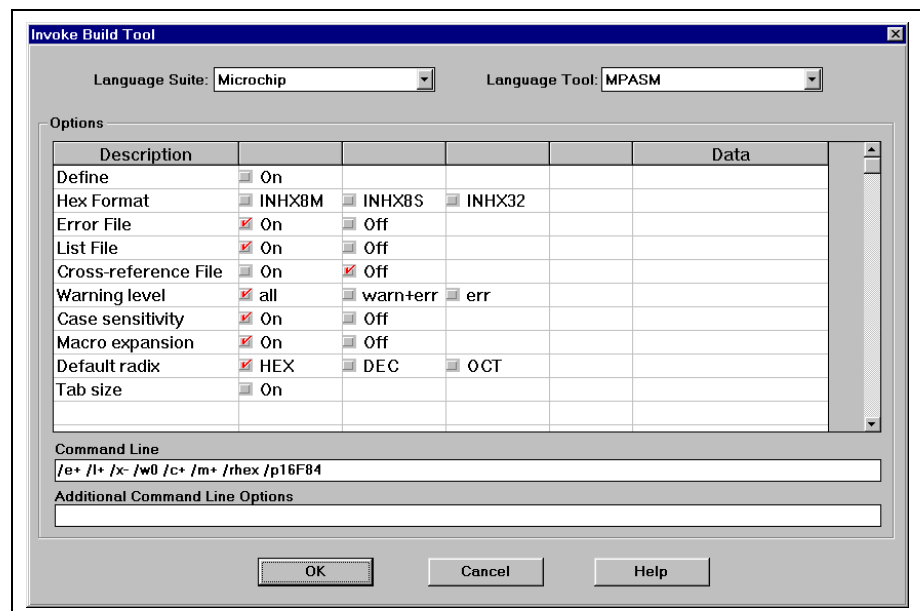 Invoke Build Tool
Language Suite: Microchip Language Tool: MPASM
Options
Description Data
Define On
Hex Format INHX8M INHX8S INHX32
Error File On Off
List File On Off
Cross-reference File On Off
Warning level all warn+err err
Case sensitivity On Off
Macro expansion On Off
Default radix HEX DEC OCT
Tab size On
Command Line
/e+ /l+ /x- /w0 /c+ /m+ /rhex /p16F84
Additional Command Line Options
OK Cancel Help